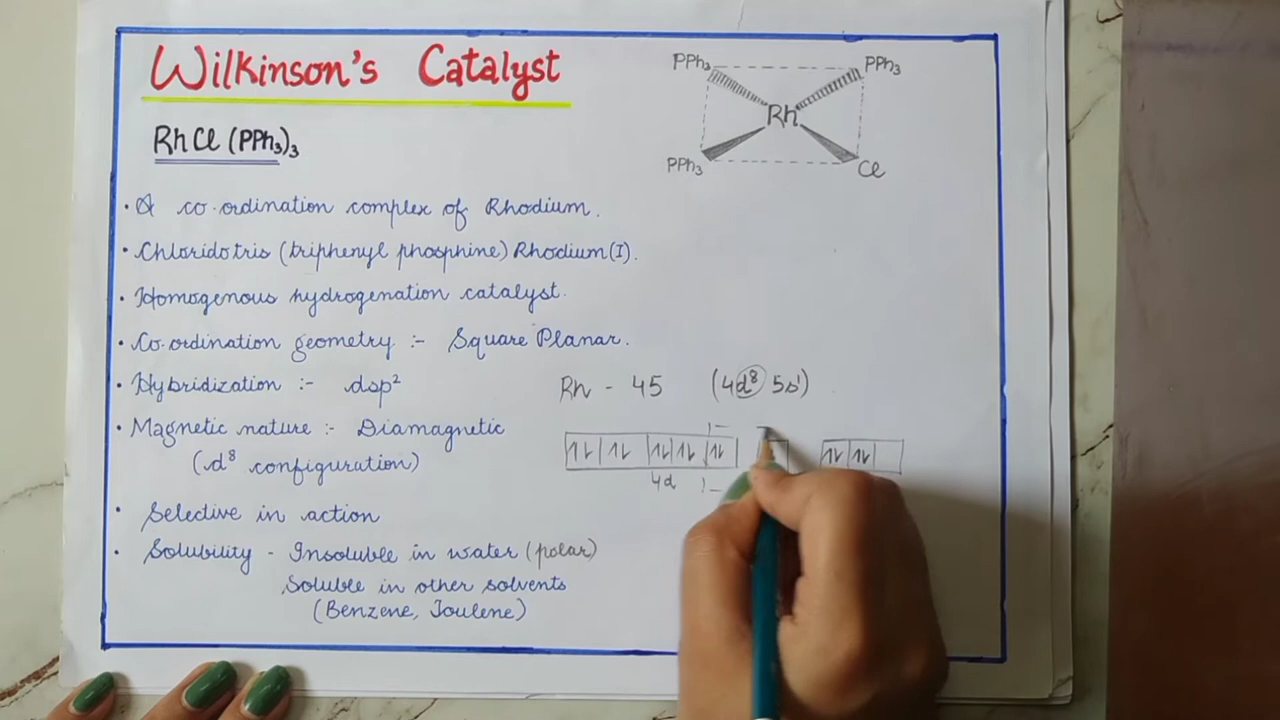 Wilkinson's Catalyst
RhCl(PPh₃)₃
PPh₃ PPh₃
Rh
PPh₃ Cl
• A co-ordination complex of Rhodium.
• Chloridotris (triphenyl phosphine) Rhodium(I).
• Homogenous hydrogenation catalyst.
• Co-ordination geometry :- Square Planar.
• Hybridization :- dsp²
Rh - 45 (4d⁸ 5s¹)
• Magnetic nature :- Diamagnetic
(d⁸ configuration)
4d
• Selective in action
• Solubility - Insoluble in water (polar)
Soluble in other solvents
(Benzene, Toulene)